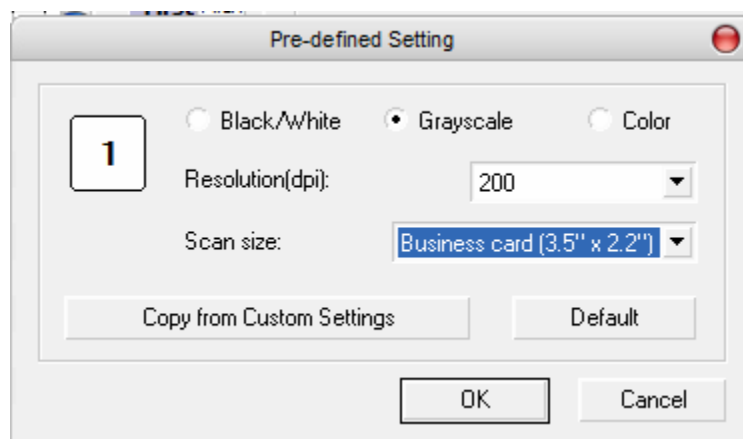 Pre-defined Setting
1
Black/White Grayscale Color
Resolution(dpi): 200
Scan size: Business card (3.5" x 2.2")
Copy from Custom Settings Default
OK Cancel